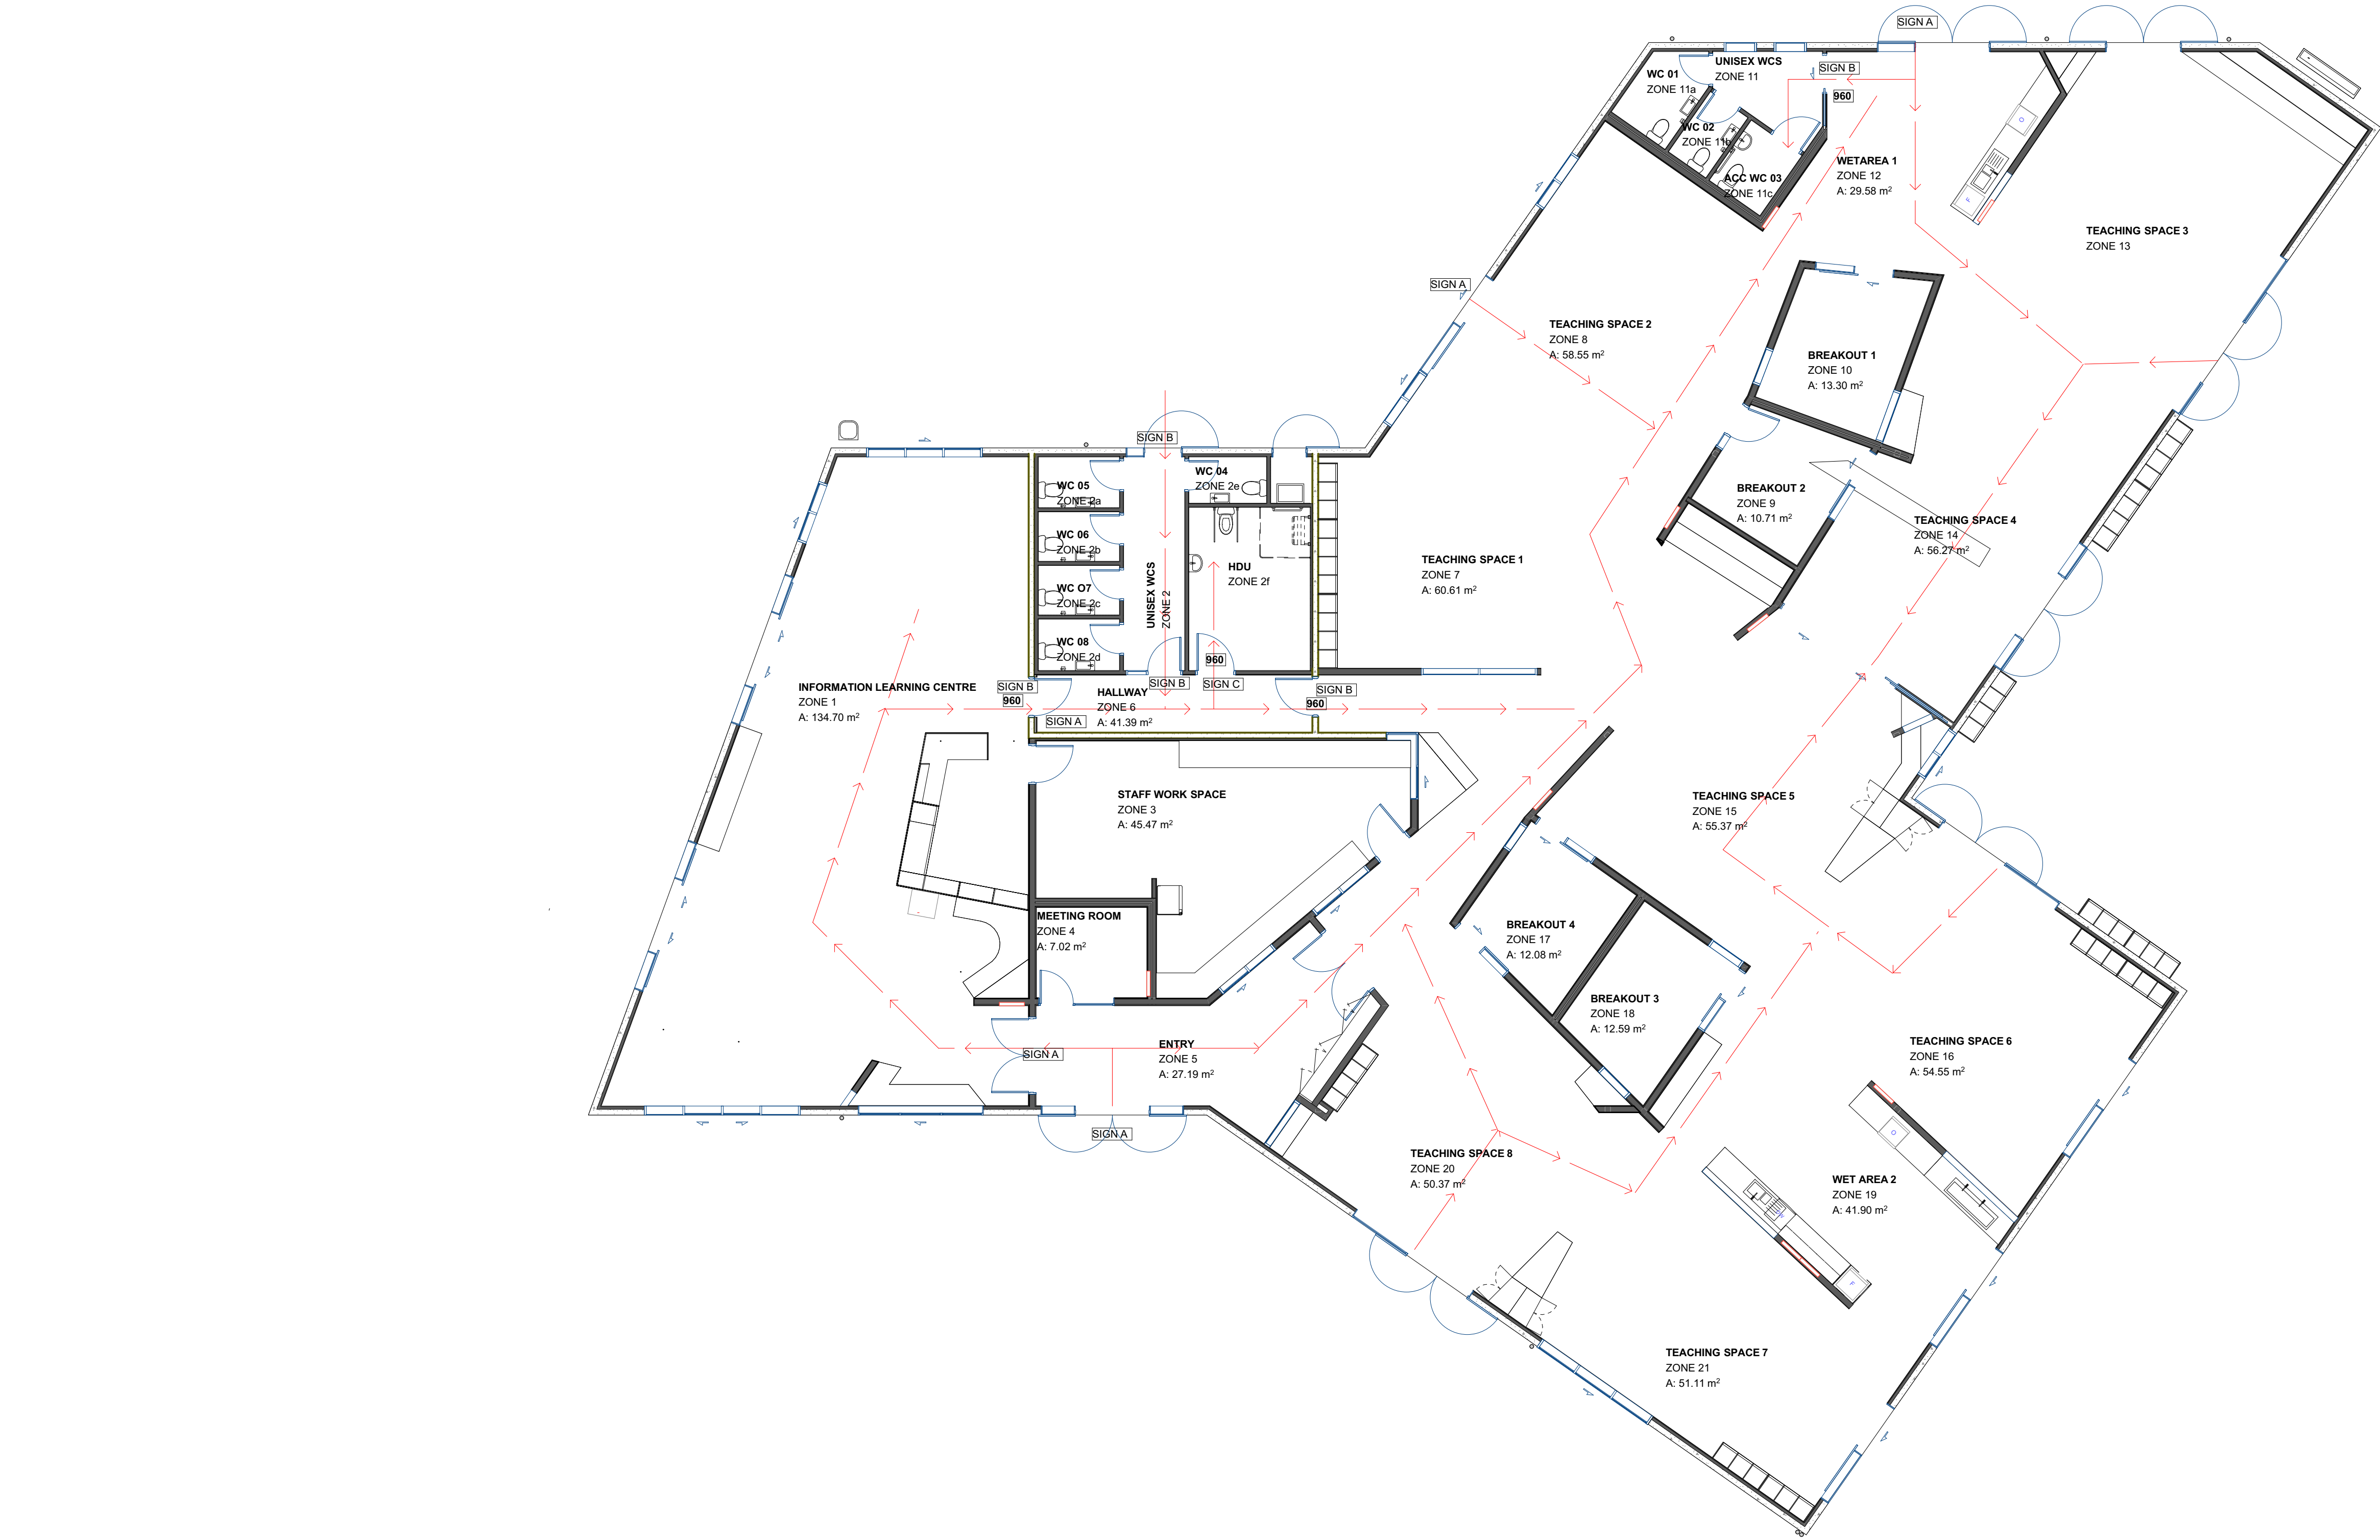 SIGN A
UNISEX WCS
ZONE 11
SIGN B
WC 01
ZONE 11a
960
WC 02
ZONE 11b
WETAREA 1
ZONE 12
A: 29.58 m²
ACC WC 03
ZONE 11c
TEACHING SPACE 3
ZONE 13
SIGN A
TEACHING SPACE 2
ZONE 8
A: 58.55 m²
BREAKOUT 1
ZONE 10
A: 13.30 m²
SIGN B
WC 04
ZONE 2e
WC 05
ZONE 2a
BREAKOUT 2
ZONE 9
A: 10.71 m²
TEACHING SPACE 4
ZONE 14
A: 56.27 m²
WC 06
ZONE 2b
TEACHING SPACE 1
ZONE 7
A: 60.61 m²
HDU
ZONE 2f
UNISEX WCS
ZONE 2
WC O7
ZONE 2c
WC 08
ZONE 2d
960
SIGN B
SIGN C
SIGN B
960
SIGN B
960
INFORMATION LEARNING CENTRE
ZONE 1
A: 134.70 m²
HALLWAY
ZONE 6
A: 41.39 m²
SIGN A
STAFF WORK SPACE
ZONE 3
A: 45.47 m²
TEACHING SPACE 5
ZONE 15
A: 55.37 m²
MEETING ROOM
ZONE 4
A: 7.02 m²
BREAKOUT 4
ZONE 17
A: 12.08 m²
BREAKOUT 3
ZONE 18
A: 12.59 m²
ENTRY
ZONE 5
A: 27.19 m²
SIGN A
TEACHING SPACE 6
ZONE 16
A: 54.55 m²
SIGN A
TEACHING SPACE 8
ZONE 20
A: 50.37 m²
WET AREA 2
ZONE 19
A: 41.90 m²
TEACHING SPACE 7
ZONE 21
A: 51.11 m²